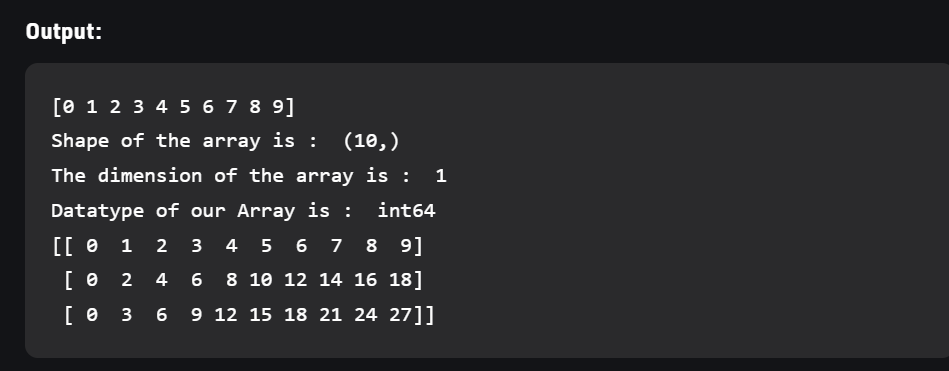 Output:
[0 1 2 3 4 5 6 7 8 9]
Shape of the array is :  (10,)
The dimension of the array is :  1
Datatype of our Array is :  int64
[[ 0  1  2  3  4  5  6  7  8  9]
 [ 0  2  4  6  8 10 12 14 16 18]
 [ 0  3  6  9 12 15 18 21 24 27]]